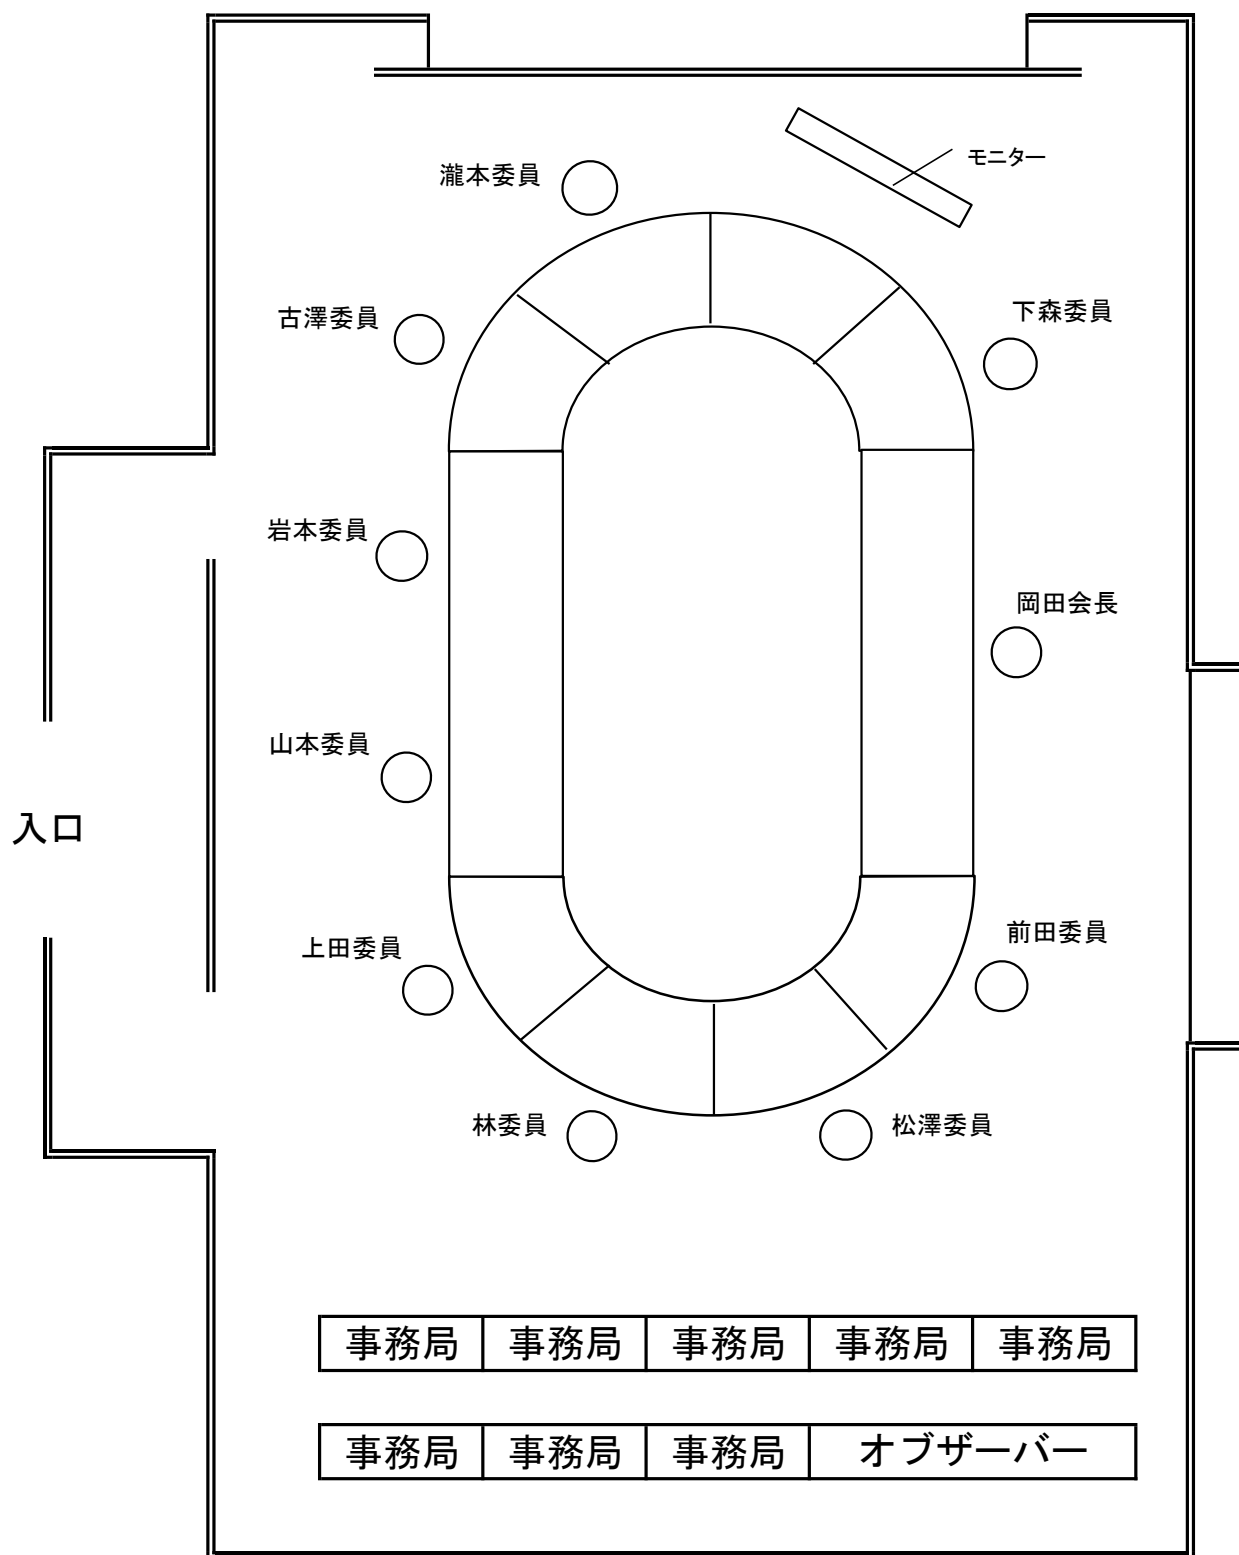 モニター
瀧本委員
下森委員
古澤委員
岩本委員
岡田会長
山本委員
入口
前田委員
上田委員
林委員
松澤委員
事務局 事務局 事務局 事務局 事務局
事務局 事務局 事務局 オブザーバー